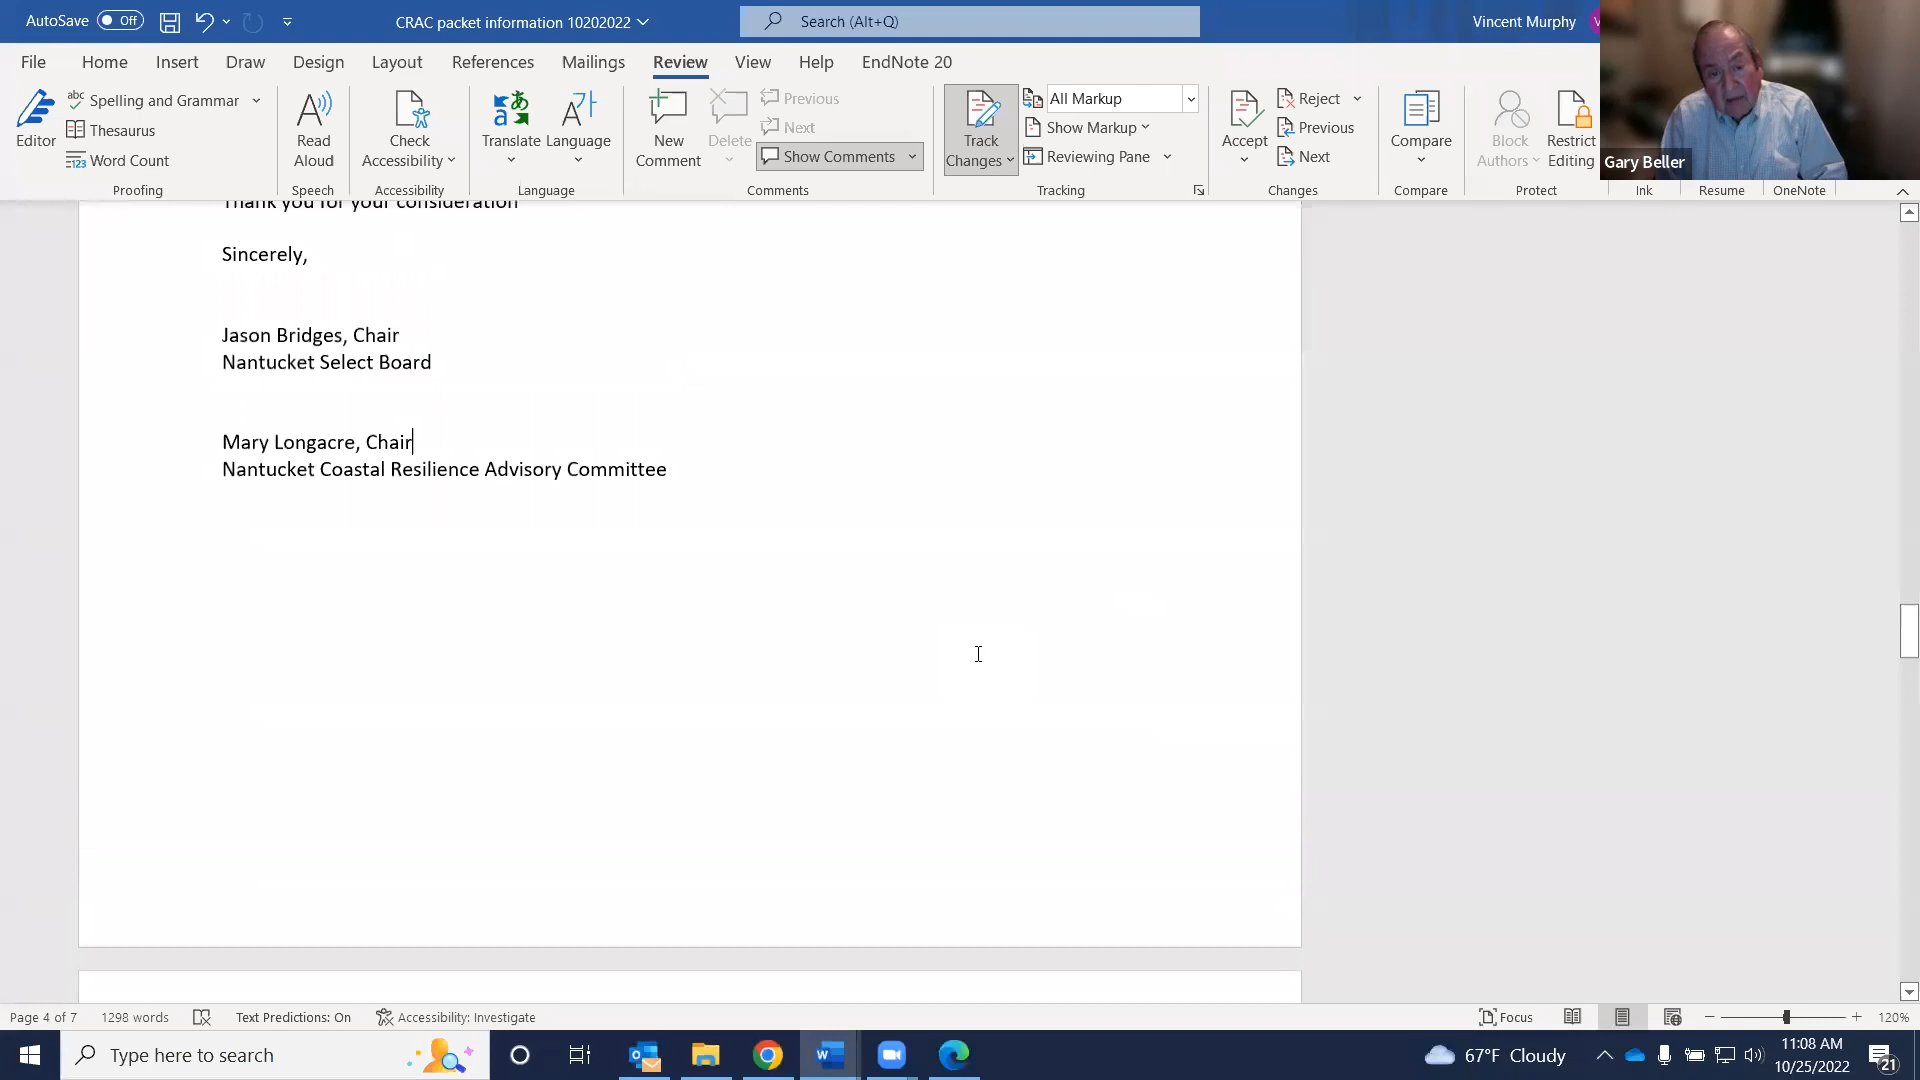 AutoSave Off CRAC packet information 10202022 Search (Alt+Q) Vincent Murphy
File Home Insert Draw Design Layout References Mailings Review View Help EndNote 20
Editor
abc Spelling and Grammar
Thesaurus
123 Word Count
Proofing
Read Aloud
Speech
Check Accessibility
Accessibility
Translate Language
Language
New Comment
Delete
Previous
Next
Show Comments
Comments
Track Changes
All Markup
Show Markup
Reviewing Pane
Tracking
Accept
Reject
Previous
Next
Changes
Compare
Compare
Block Authors
Restrict Editing
Protect
Ink
Resume
OneNote
Gary Beller
Thank you for your consideration
Sincerely,
Jason Bridges, Chair
Nantucket Select Board
Mary Longacre, Chair
Nantucket Coastal Resilience Advisory Committee
Page 4 of 7 1298 words Text Predictions: On Accessibility: Investigate Focus 120%
Type here to search 67°F Cloudy 11:08 AM
10/25/2022 21